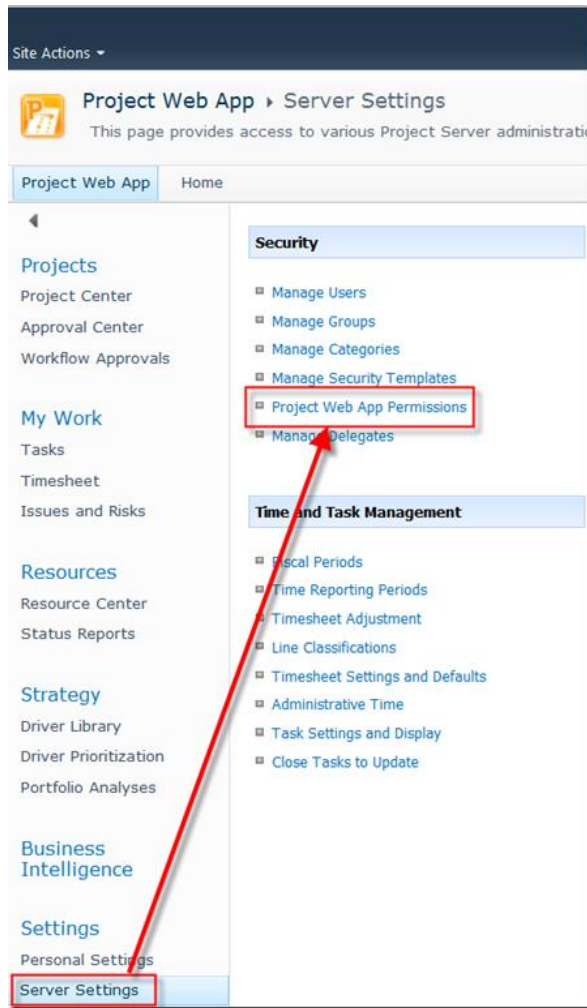 Site Actions
Project Web App ▸ Server Settings
This page provides access to various Project Server
Project Web App Home
Projects
Project Center
Approval Center
Workflow Approvals
My Work
Tasks
Timesheet
Issues and Risks
Resources
Resource Center
Status Reports
Strategy
Driver Library
Driver Prioritization
Portfolio Analyses
Business
Intelligence
Settings
Personal Settings
Server Settings
Security
Manage Users
Manage Groups
Manage Categories
Manage Security Templates
Project Web App Permissions
Manage Delegates
Time and Task Management
Fiscal Periods
Time Reporting Periods
Timesheet Adjustment
Line Classifications
Timesheet Settings and Defaults
Administrative Time
Task Settings and Display
Close Tasks to Update